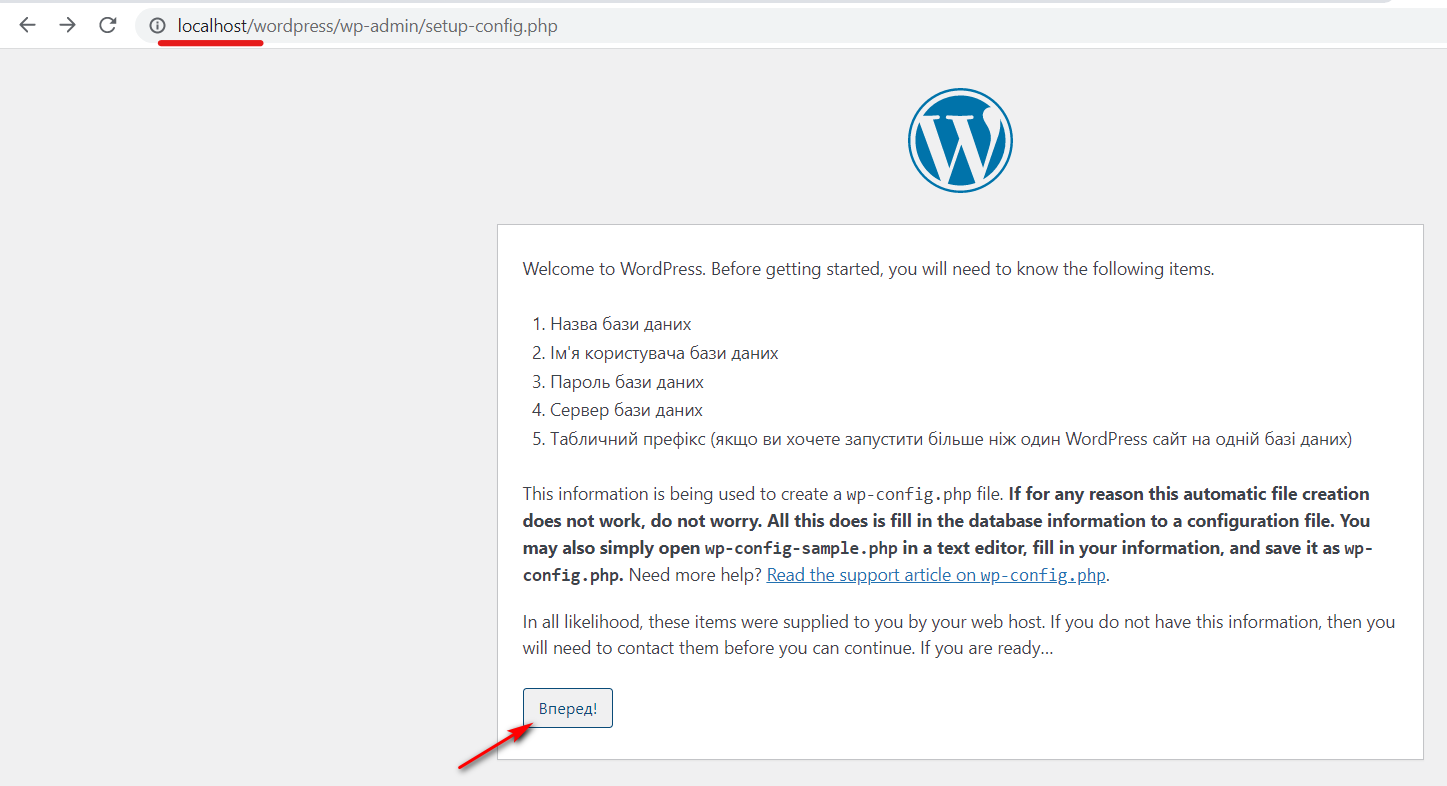 localhost/wordpress/wp-admin/setup-config.php
Welcome to WordPress. Before getting started, you will need to know the following items.
1. Назва бази даних
2. Ім'я користувача бази даних
3. Пароль бази даних
4. Сервер бази даних
5. Табличний префікс (якщо ви хочете запустити більше ніж один WordPress сайт на одній базі даних)
This information is being used to create a wp-config.php file. If for any reason this automatic file creation
does not work, do not worry. All this does is fill in the database information to a configuration file. You
may also simply open wp-config-sample.php in a text editor, fill in your information, and save it as wp-
config.php. Need more help? Read the support article on wp-config.php.
In all likelihood, these items were supplied to you by your web host. If you do not have this information, then you
will need to contact them before you can continue. If you are ready…
Вперед!